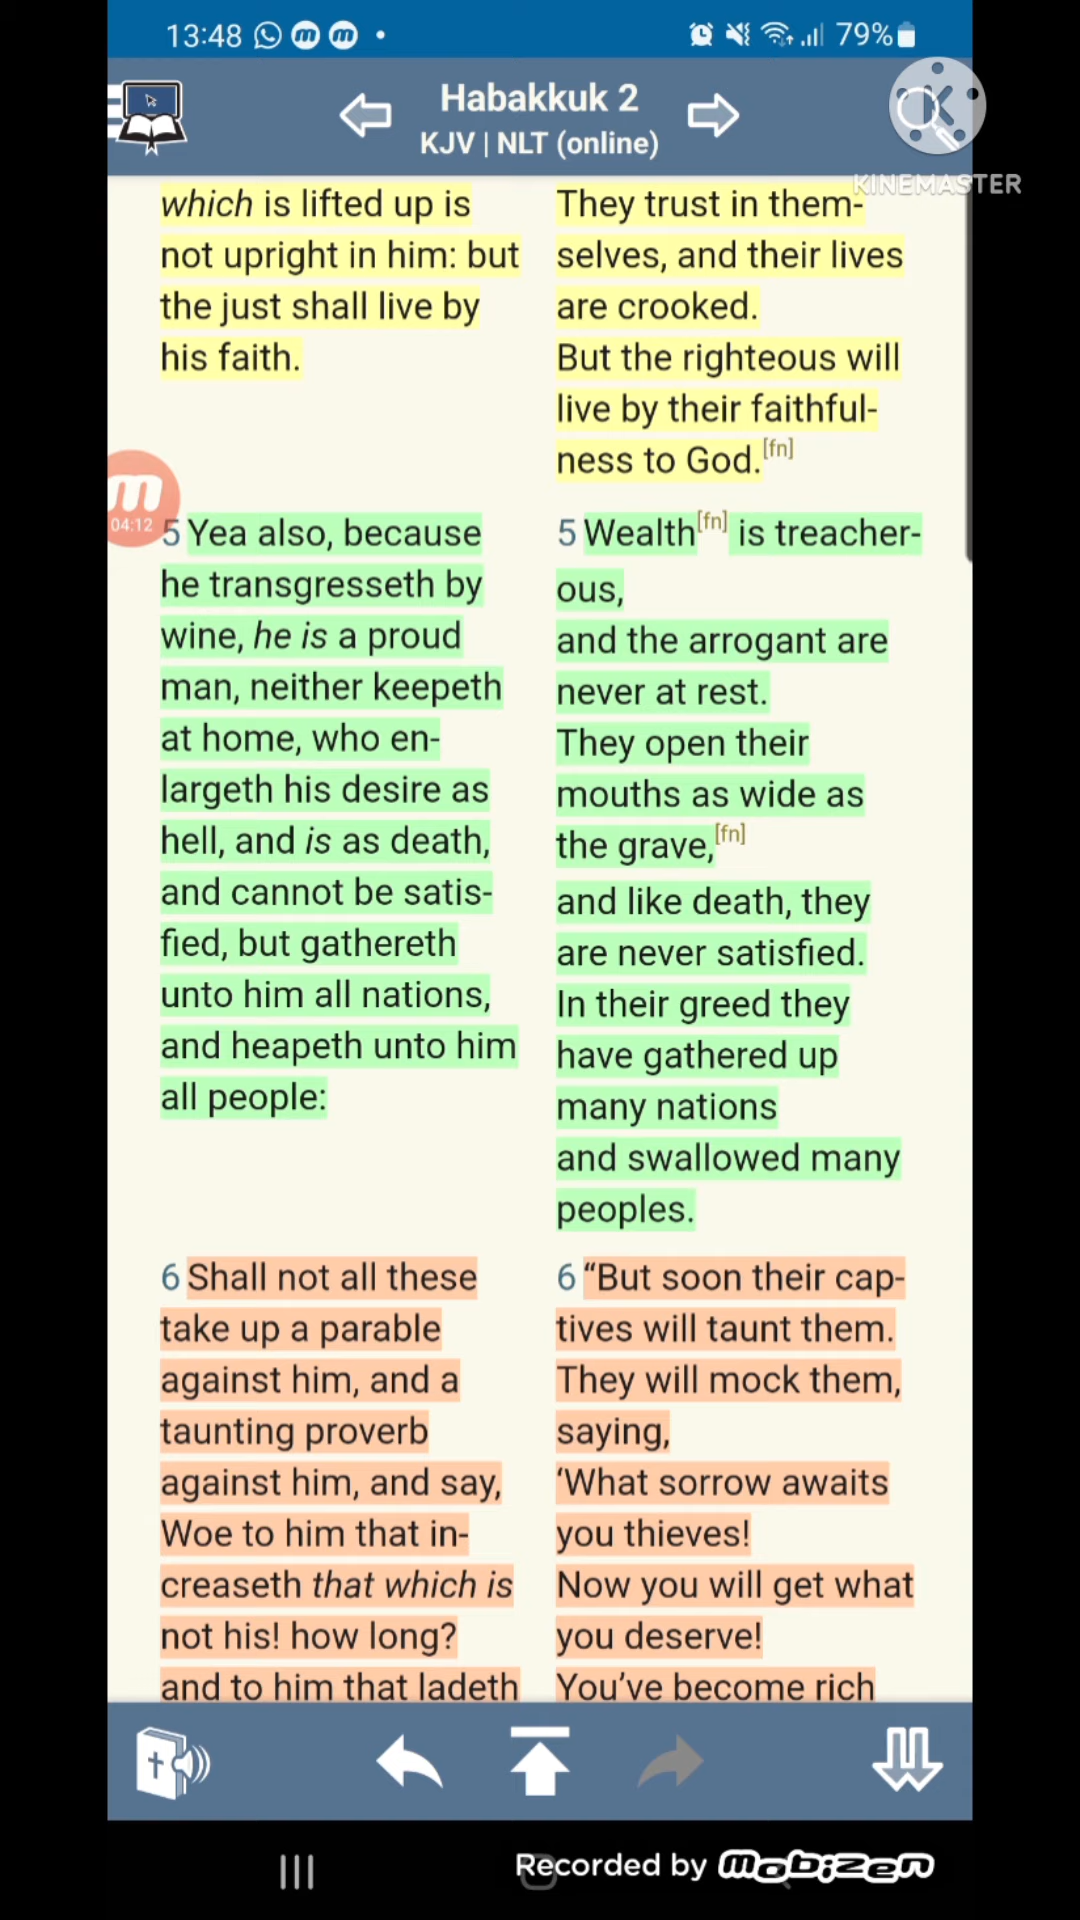 13:48
79%
Habakkuk 2
KJV | NLT (online)
K
KINEMASTER
which is lifted up is
not upright in him: but
the just shall live by
his faith.
They trust in them-
selves, and their lives
are crooked.
But the righteous will
live by their faithful-
ness to God.[fn]
m
04:12
5 Yea also, because
he transgresseth by
wine, he is a proud
man, neither keepeth
at home, who en-
largeth his desire as
hell, and is as death,
and cannot be satis-
fied, but gathereth
unto him all nations,
and heapeth unto him
all people:
5 Wealth[fn] is treacher-
ous,
and the arrogant are
never at rest.
They open their
mouths as wide as
the grave,[fn]
and like death, they
are never satisfied.
In their greed they
have gathered up
many nations
and swallowed many
peoples.
6 Shall not all these
take up a parable
against him, and a
taunting proverb
against him, and say,
Woe to him that in-
creaseth that which is
not his! how long?
and to him that ladeth
6 “But soon their cap-
tives will taunt them.
They will mock them,
saying,
‘What sorrow awaits
you thieves!
Now you will get what
you deserve!
You’ve become rich
Recorded by mobizen